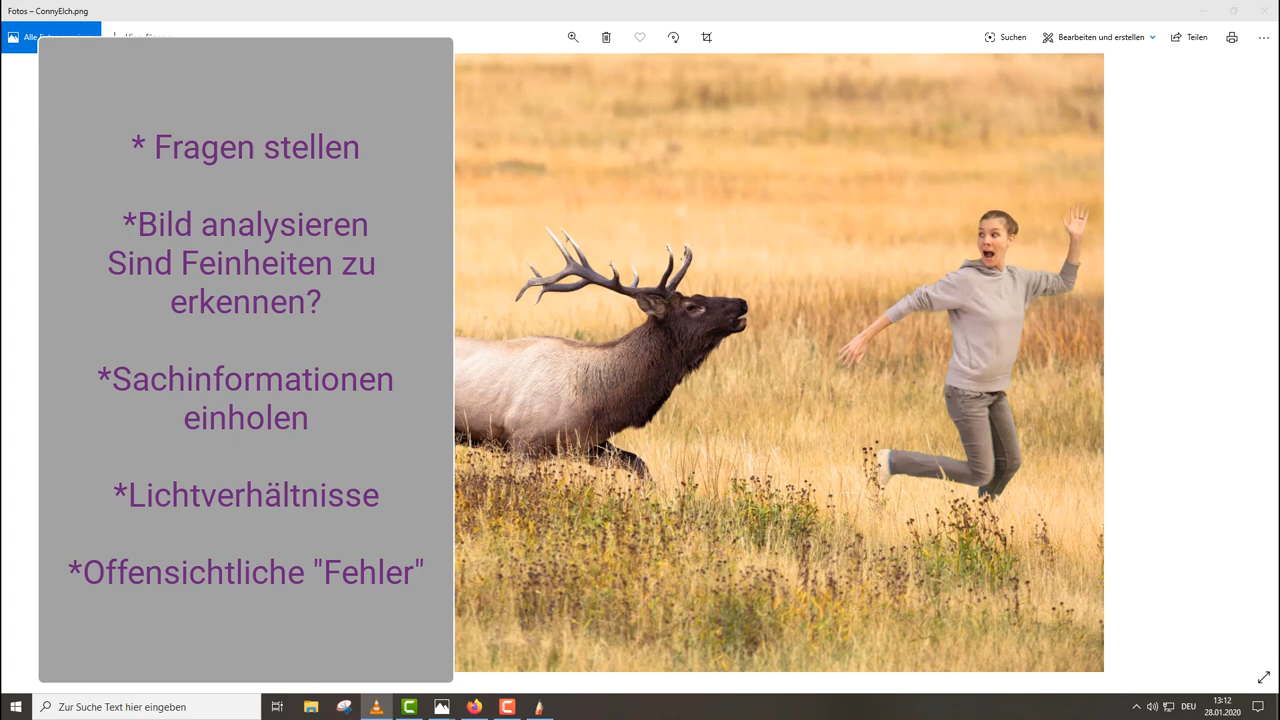 Fotos – ConnyElch.png
Suchen
Bearbeiten und erstellen
Teilen
* Fragen stellen
*Bild analysieren
Sind Feinheiten zu
erkennen?
*Sachinformationen
einholen
*Lichtverhältnisse
*Offensichtliche "Fehler"
Zur Suche Text hier eingeben
DEU
13:12
28.01.2020